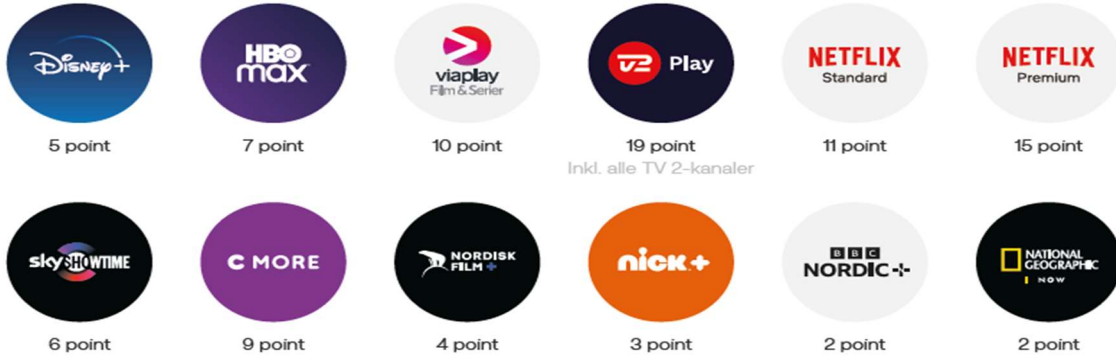 Disney+
HBO
max
viaplay
Film & Serier
TV2 Play
NETFLIX
Standard
NETFLIX
Premium
5 point
7 point
10 point
19 point
11 point
15 point
Inkl. alle TV 2-kanaler
sky SHOWTIME
C MORE
NORDISK
FILM+
nick+
BBC
NORDIC+
NATIONAL
GEOGRAPHIC
NOW
6 point
9 point
4 point
3 point
2 point
2 point